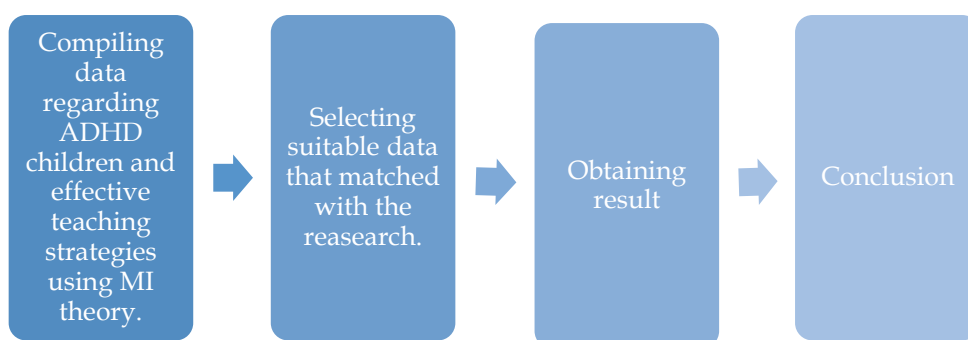 Compiling
data
regarding
ADHD
children and
effective
teaching
strategies
using MI
theory.
Selecting
suitable data
that matched
with the
reasearch.
Obtaining
result
Conclusion